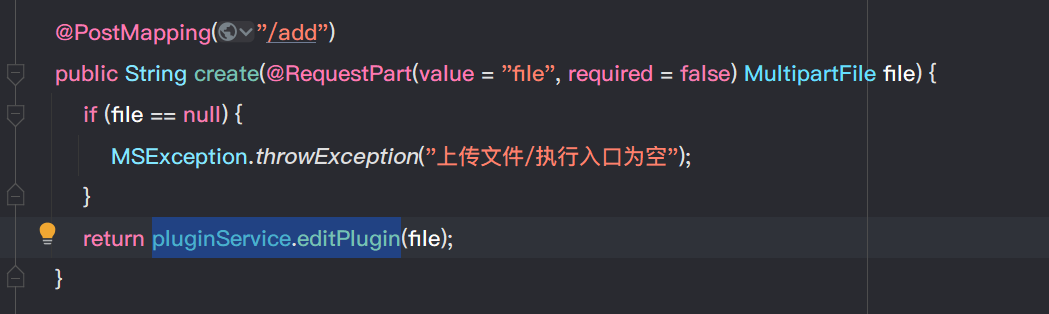 @PostMapping("/add")
public String create(@RequestPart(value = "file", required = false) MultipartFile file) {
if (file == null) {
MSException.throwException("上传文件/执行入口为空");
}
return pluginService.editPlugin(file);
}